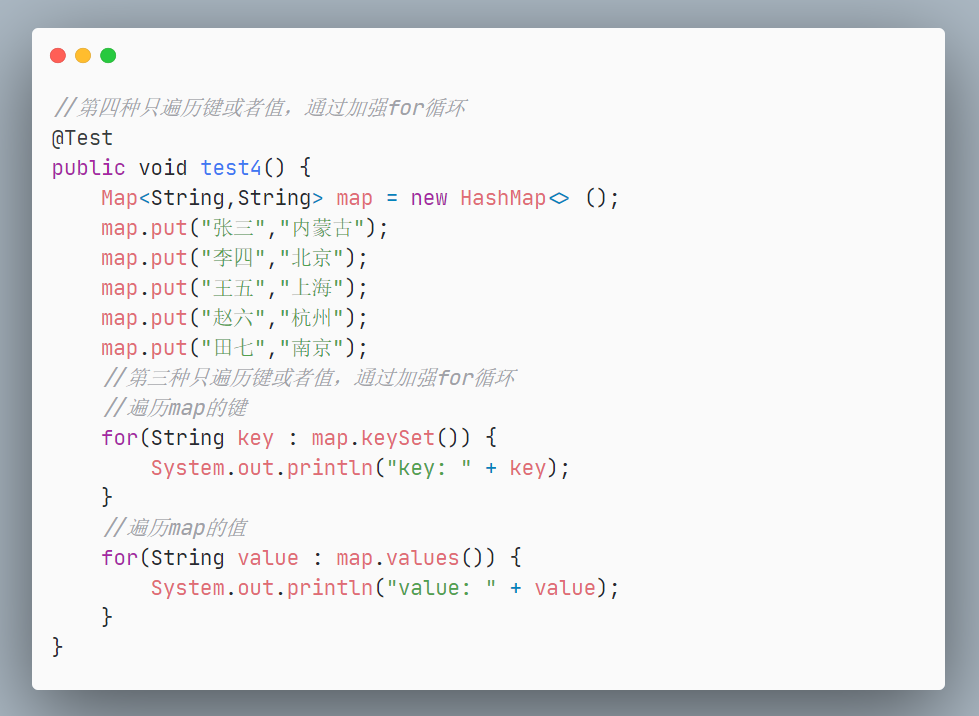 //第四种只遍历键或者值，通过加强for循环
@Test
public void test4() {
    Map<String,String> map = new HashMap<> ();
    map.put("张三","内蒙古");
    map.put("李四","北京");
    map.put("王五","上海");
    map.put("赵六","杭州");
    map.put("田七","南京");
    //第三种只遍历键或者值，通过加强for循环
    //遍历map的键
    for(String key : map.keySet()) {
        System.out.println("key: " + key);
    }
    //遍历map的值
    for(String value : map.values()) {
        System.out.println("value: " + value);
    }
}